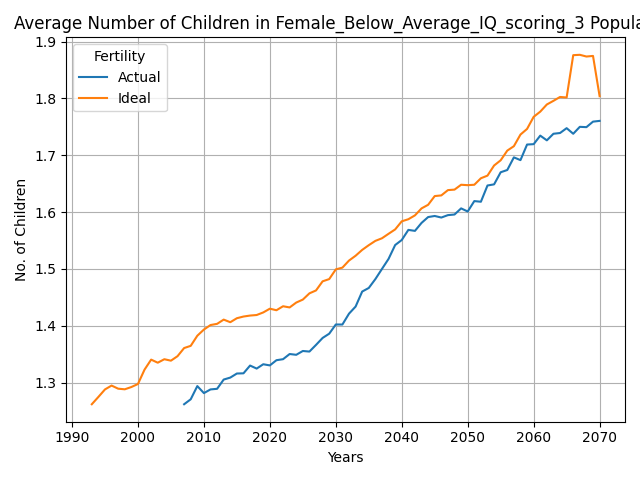 Average Number of Children in Female_Below_Average_IQ_scoring_3 Popula
1.9
1.8
1.7
1.6
1.5
1.4
1.3
No. of Children
Fertility
Actual
Ideal
1990 2000 2010 2020 2030 2040 2050 2060 2070
Years